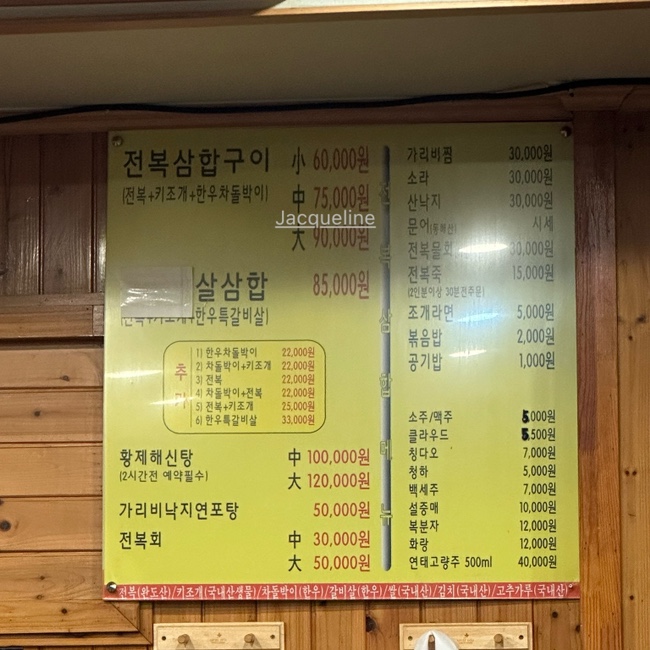 전복삼합구이 小 60,000원
(전복+키조개+한우차돌박이) 中 75,000원
Jacqueline
大 90,000원
살삼합 85,000원
한우특갈비살)
추가
1) 한우차돌박이 22,000원
2) 차돌박이+키조개 22,000원
3) 전복 22,000원
4) 차돌박이+전복 22,000원
5) 전복+키조개 25,000원
6) 한우특갈비살 33,000원
황제해신탕 中 100,000원
(2시간전 예약필수) 大 120,000원
가리비낙지연포탕 50,000원
전복회 中 30,000원
大 50,000원
전복삼합메뉴
가리비찜 30,000원
소라 30,000원
산낙지 30,000원
문어(동해산) 시세
전복물회 30,000원
전복죽 15,000원
(2인분이상 30분전주문)
조개라면 5,000원
볶음밥 2,000원
공기밥 1,000원
소주/맥주 5,000원
클라우드 5,500원
칭다오 7,000원
청하 5,000원
백세주 7,000원
설중매 10,000원
복분자 12,000원
화랑 12,000원
연태고량주 500ml 40,000원
전복(완도산)/키조개(국내산생물)/차돌박이(한우)/갈비살(한우)/쌀(국내산)/김치(국내산)/고추가루(국내산)